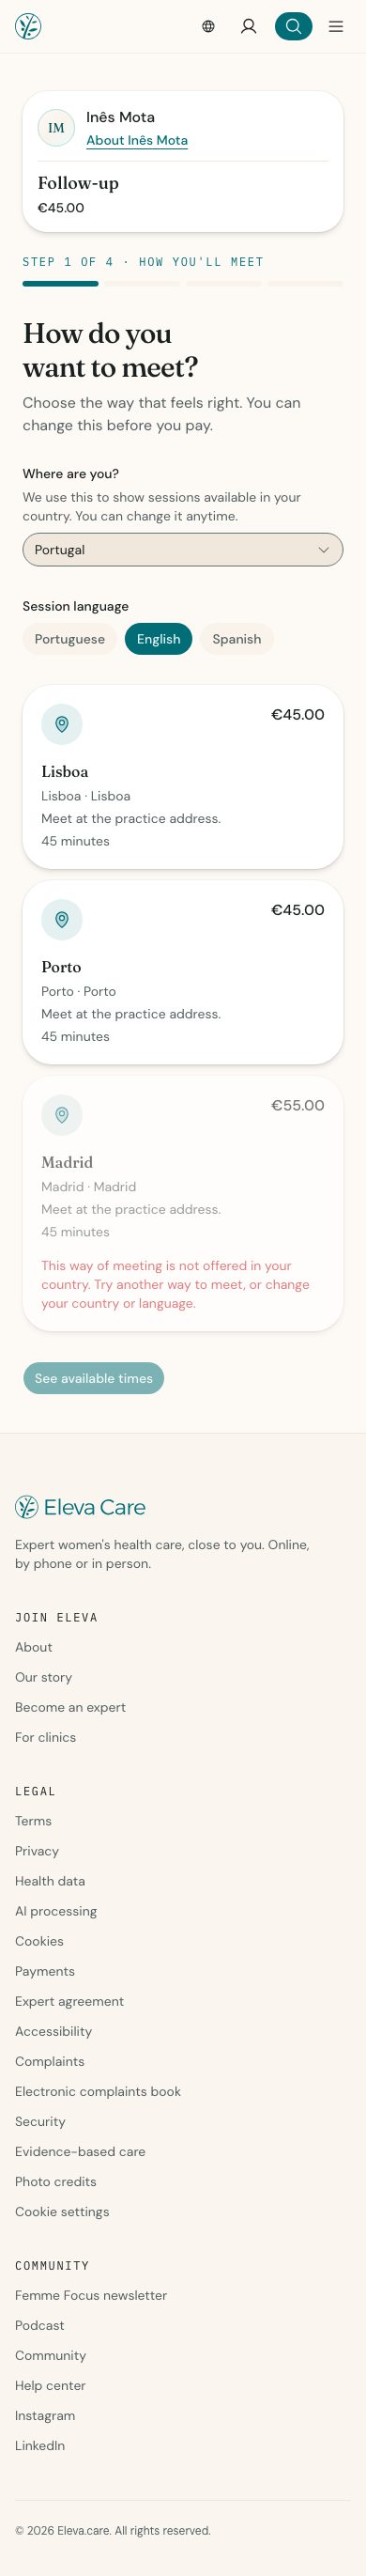 IM
Inês Mota
About Inês Mota
Follow-up
€45.00
STEP 1 OF 4 · HOW YOU'LL MEET
How do you
want to meet?
Choose the way that feels right. You can
change this before you pay.
Where are you?
We use this to show sessions available in your
country. You can change it anytime.
Portugal
Session language
Portuguese
English
Spanish
€45.00
Lisboa
Lisboa · Lisboa
Meet at the practice address.
45 minutes
€45.00
Porto
Porto · Porto
Meet at the practice address.
45 minutes
€55.00
Madrid
Madrid · Madrid
Meet at the practice address.
45 minutes
This way of meeting is not offered in your
country. Try another way to meet, or change
your country or language.
See available times
Eleva Care
Expert women's health care, close to you. Online,
by phone or in person.
JOIN ELEVA
About
Our story
Become an expert
For clinics
LEGAL
Terms
Privacy
Health data
AI processing
Cookies
Payments
Expert agreement
Accessibility
Complaints
Electronic complaints book
Security
Evidence-based care
Photo credits
Cookie settings
COMMUNITY
Femme Focus newsletter
Podcast
Community
Help center
Instagram
LinkedIn
© 2026 Eleva.care. All rights reserved.